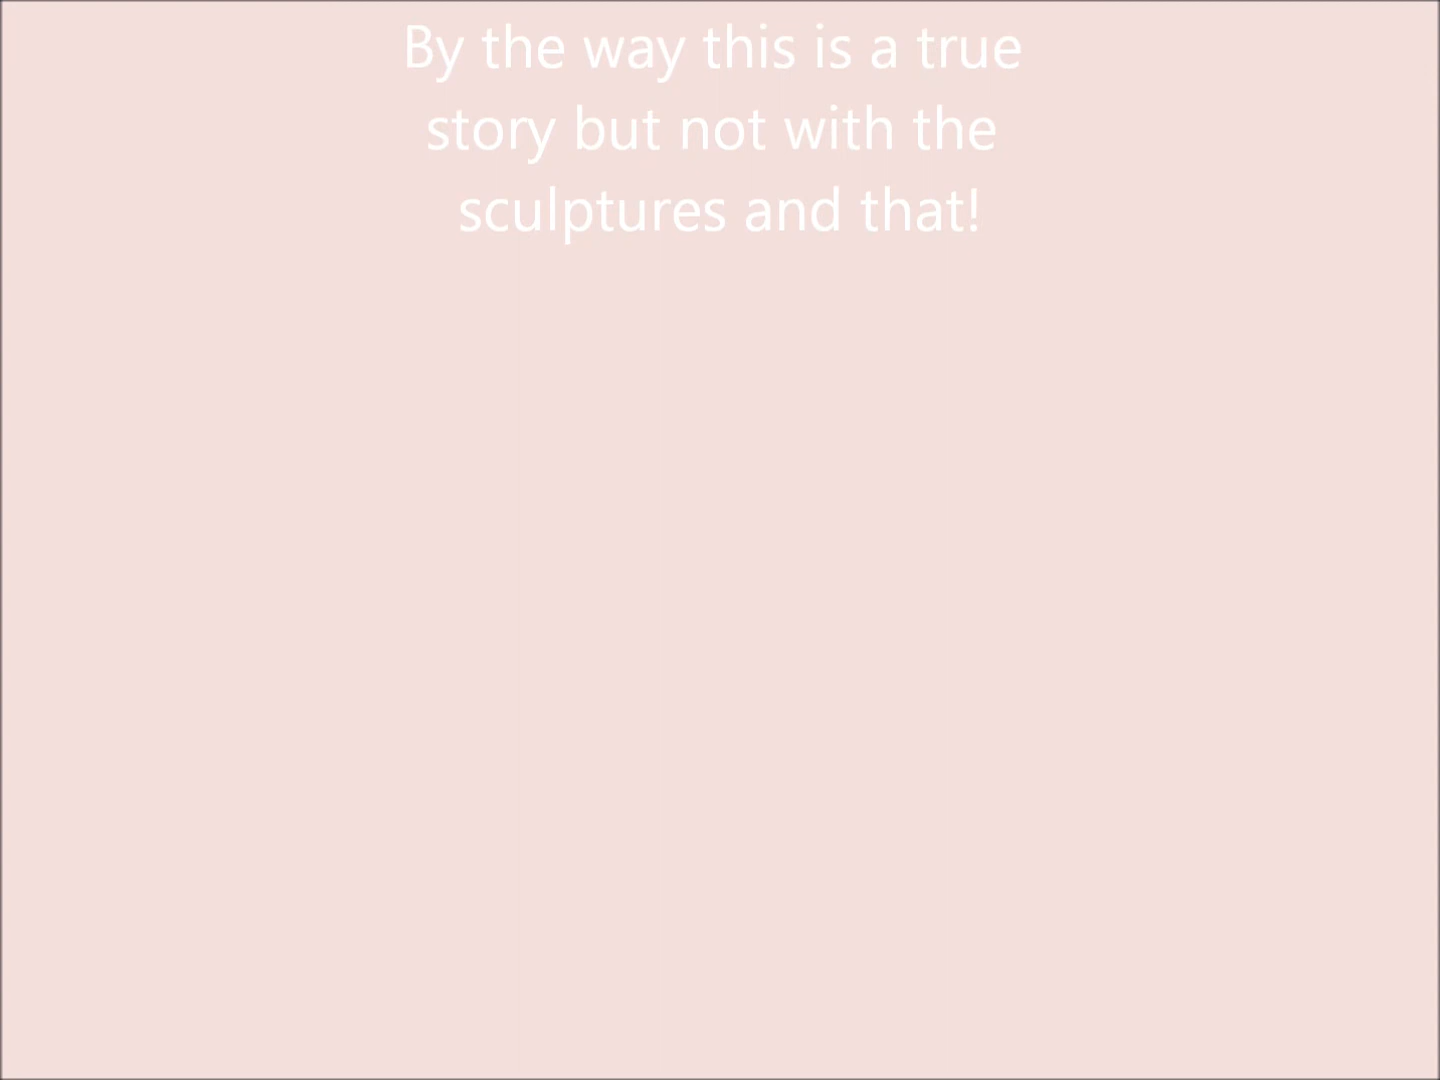 By the way this is a true
story but not with the
sculptures and that!